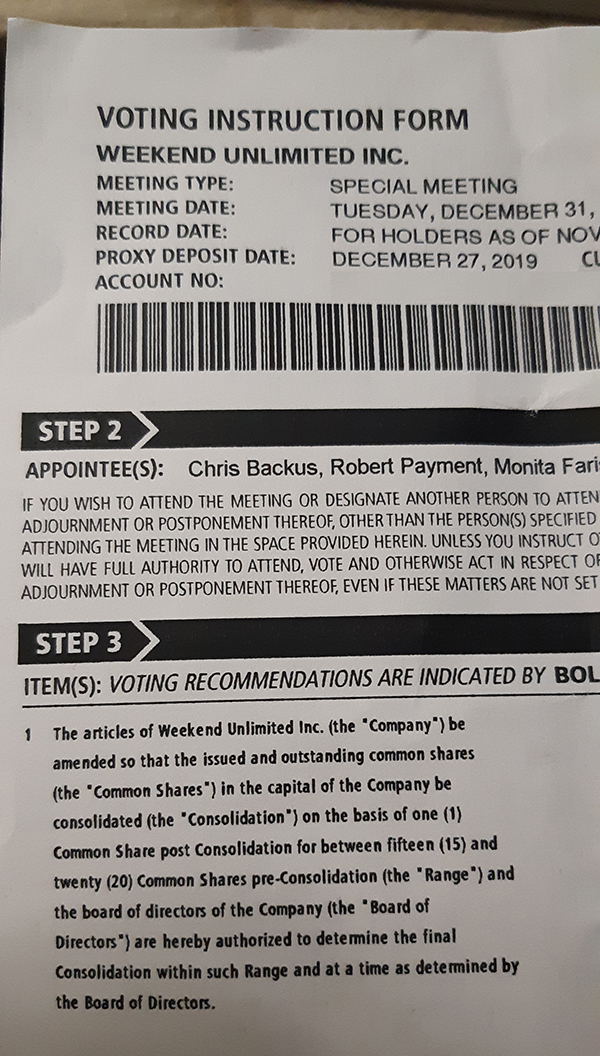 VOTING INSTRUCTION FORM
WEEKEND UNLIMITED INC.
MEETING TYPE: SPECIAL MEETING
MEETING DATE: TUESDAY, DECEMBER 31,
RECORD DATE: FOR HOLDERS AS OF NOV
PROXY DEPOSIT DATE: DECEMBER 27, 2019 CU
ACCOUNT NO:
STEP 2
APPOINTEE(S): Chris Backus, Robert Payment, Monita Fari
IF YOU WISH TO ATTEND THE MEETING OR DESIGNATE ANOTHER PERSON TO ATTEN
ADJOURNMENT OR POSTPONEMENT THEREOF, OTHER THAN THE PERSON(S) SPECIFIED
ATTENDING THE MEETING IN THE SPACE PROVIDED HEREIN. UNLESS YOU INSTRUCT O
WILL HAVE FULL AUTHORITY TO ATTEND, VOTE AND OTHERWISE ACT IN RESPECT OF
ADJOURNMENT OR POSTPONEMENT THEREOF, EVEN IF THESE MATTERS ARE NOT SET
STEP 3
ITEM(S): VOTING RECOMMENDATIONS ARE INDICATED BY BOL
1 The articles of Weekend Unlimited Inc. (the "Company") be
amended so that the issued and outstanding common shares
(the "Common Shares") in the capital of the Company be
consolidated (the "Consolidation") on the basis of one (1)
Common Share post Consolidation for between fifteen (15) and
twenty (20) Common Shares pre-Consolidation (the "Range") and
the board of directors of the Company (the "Board of
Directors") are hereby authorized to determine the final
Consolidation within such Range and at a time as determined by
the Board of Directors.